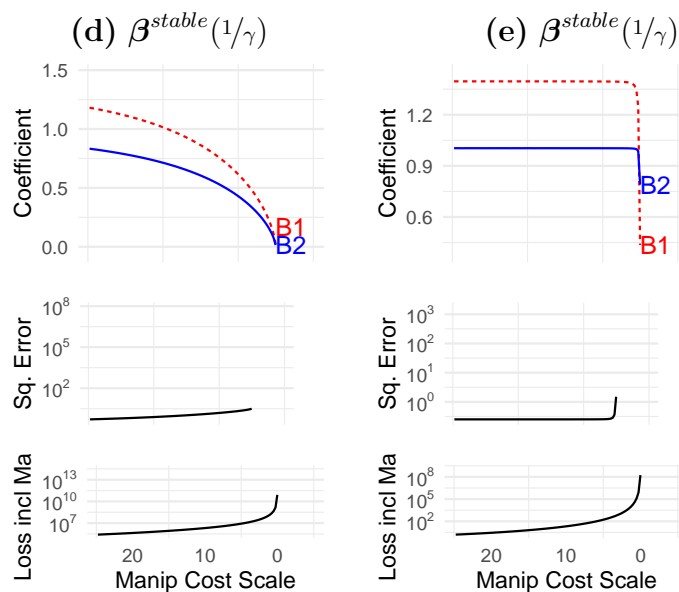 (d) β^stable(1/γ)
1.5
1.0
0.5
0.0
Coefficient
B1
B2
10^8
10^5
10^2
Sq. Error
10^13
10^10
10^7
Loss incl Ma
20 10 0
Manip Cost Scale
(e) β^stable(1/γ)
1.2
0.9
0.6
Coefficient
B2
B1
10^3
10^2
10^1
10^0
Sq. Error
10^8
10^5
10^2
Loss incl Ma
20 10 0
Manip Cost Scale